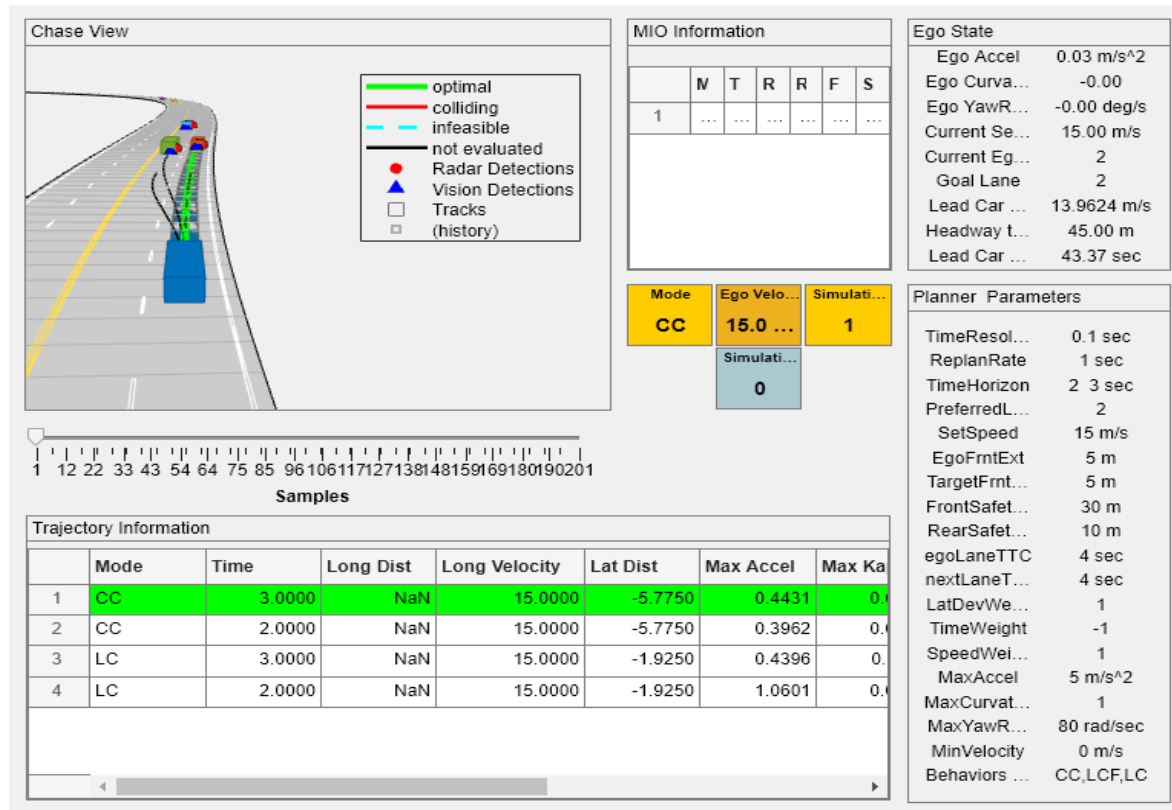 Chase View
optimal
colliding
infeasible
not evaluated
Radar Detections
Vision Detections
Tracks
(history)
MIO Information
M T R R F S
1 ... ... ... ... ... ...
Mode
CC
Ego Velo...
15.0 ...
Simulati...
1
Simulati...
0
Ego State
Ego Accel 0.03 m/s^2
Ego Curva... -0.00
Ego YawR... -0.00 deg/s
Current Se... 15.00 m/s
Current Eg... 2
Goal Lane 2
Lead Car ... 13.9624 m/s
Headway t... 45.00 m
Lead Car ... 43.37 sec
Planner Parameters
TimeResol... 0.1 sec
ReplanRate 1 sec
TimeHorizon 2 3 sec
PreferredL... 2
SetSpeed 15 m/s
EgoFrntExt 5 m
TargetFrnt... 5 m
FrontSafet... 30 m
RearSafet... 10 m
egoLaneTTC 4 sec
nextLaneT... 4 sec
LatDevWe... 1
TimeWeight -1
SpeedWei... 1
MaxAccel 5 m/s^2
MaxCurvat... 1
MaxYawR... 80 rad/sec
MinVelocity 0 m/s
Behaviors ... CC,LCF,LC
1 12 22 33 43 54 64 75 85 96 106 117 127 138 148 159 169 180 190 201
Samples
Trajectory Information
Mode Time Long Dist Long Velocity Lat Dist Max Accel Max Ka
1 CC 3.0000 NaN 15.0000 -5.7750 0.4431 0.
2 CC 2.0000 NaN 15.0000 -5.7750 0.3962 0.
3 LC 3.0000 NaN 15.0000 -1.9250 0.4396 0.
4 LC 2.0000 NaN 15.0000 -1.9250 1.0601 0.